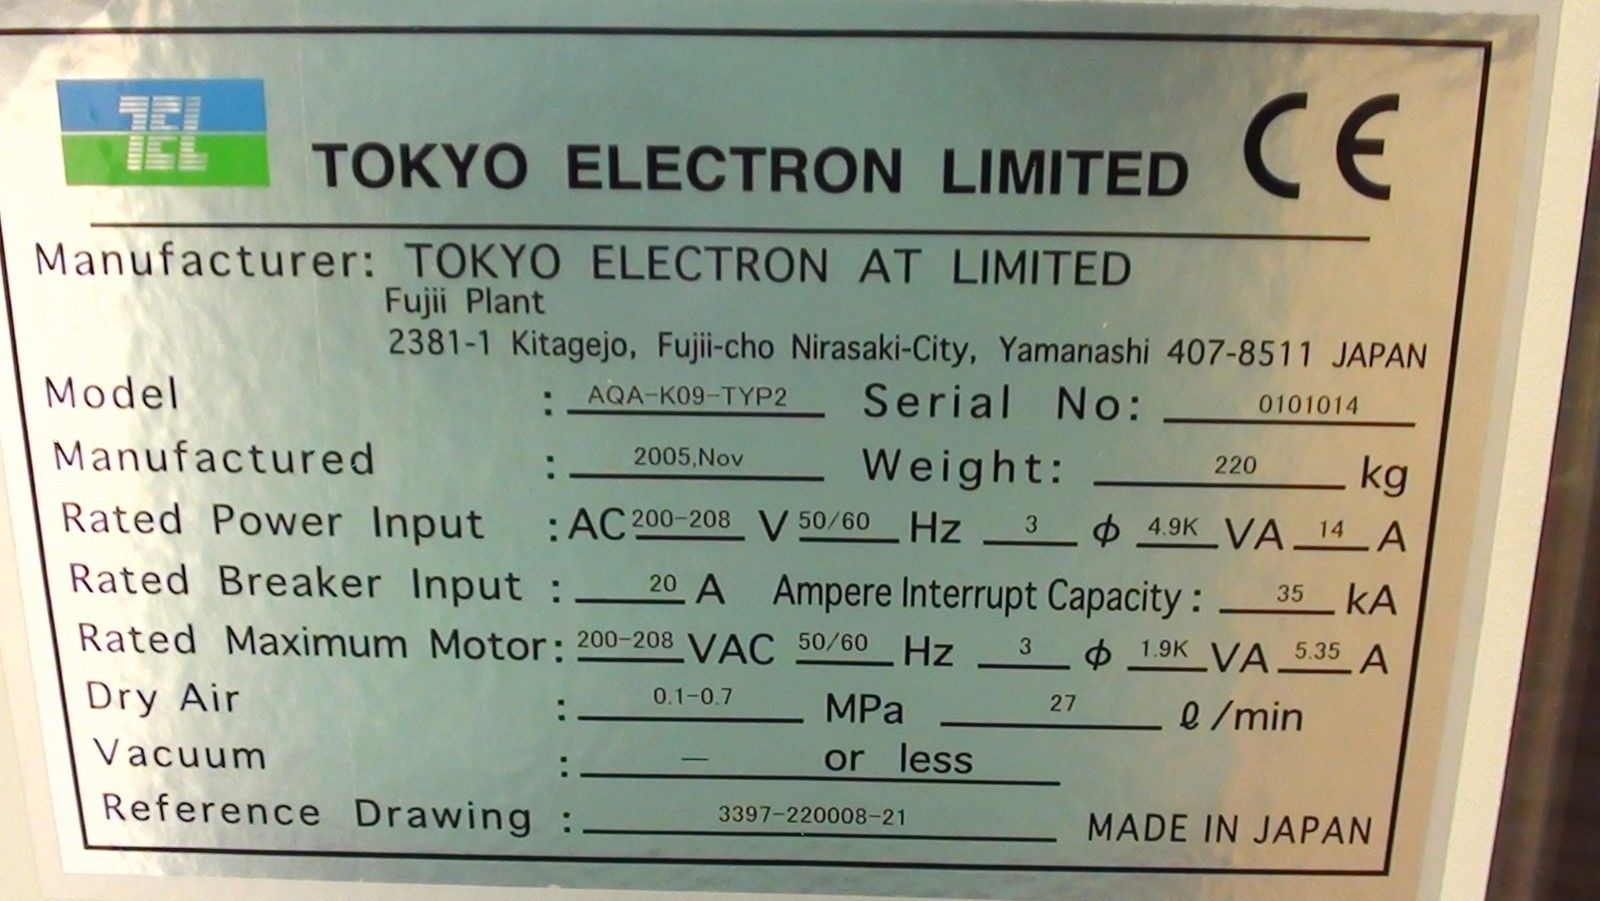 TEL
TOKYO ELECTRON LIMITED CE
Manufacturer: TOKYO ELECTRON AT LIMITED
Fujii Plant
2381-1 Kitagejo, Fujii-cho Nirasaki-City, Yamanashi 407-8511 JAPAN
Model : AQA-K09-TYP2 Serial No: 0101014
Manufactured : 2005,Nov Weight: 220 kg
Rated Power Input : AC 200-208 V 50/60 Hz 3 ϕ 4.9K VA 14 A
Rated Breaker Input : 20 A Ampere Interrupt Capacity : 35 kA
Rated Maximum Motor: 200-208 VAC 50/60 Hz 3 ϕ 1.9K VA 5.35 A
Dry Air : 0.1-0.7 MPa 27 ℓ/min
Vacuum : — or less
Reference Drawing : 3397-220008-21 MADE IN JAPAN